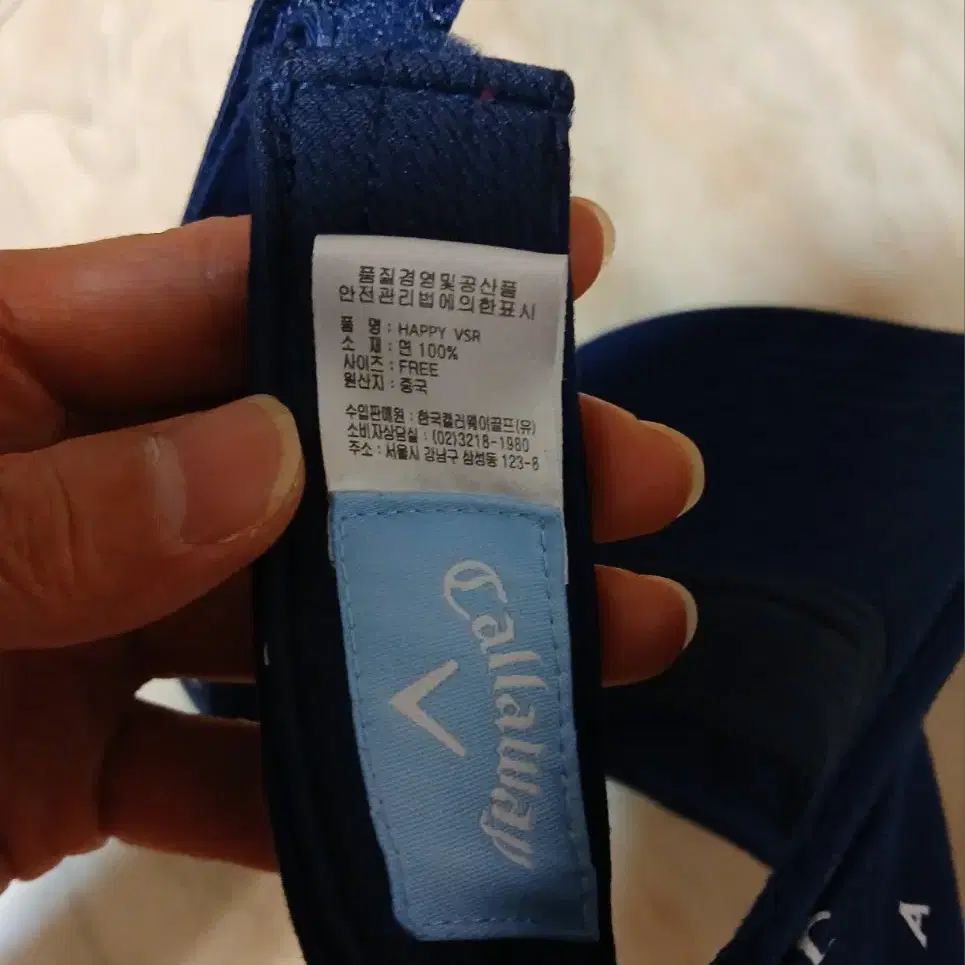 품질경영및공산품
안전관리법에의한표시
품 명 : HAPPY VSR
소 재 : 면 100%
사이즈 : FREE
원산지 : 중국
수입판매원 : 한국캘러웨이골프(유)
소비자상담실 : (02)3218-1980
주소 : 서울시 강남구 삼성동 123-8
Callaway
A